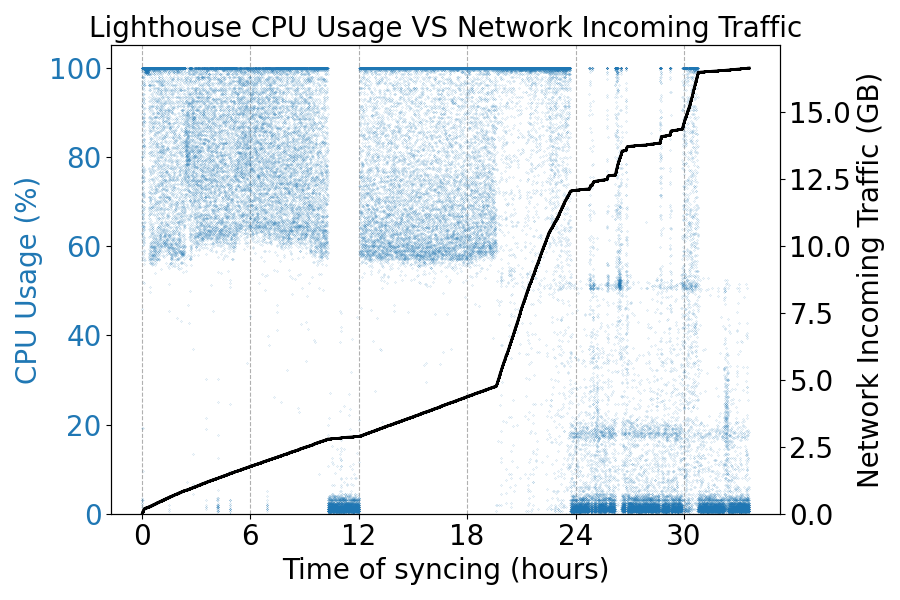 Lighthouse CPU Usage VS Network Incoming Traffic
CPU Usage (%)
100
80
60
40
20
0
15.0
12.5
10.0
7.5
5.0
2.5
0.0
Network Incoming Traffic (GB)
0 6 12 18 24 30
Time of syncing (hours)